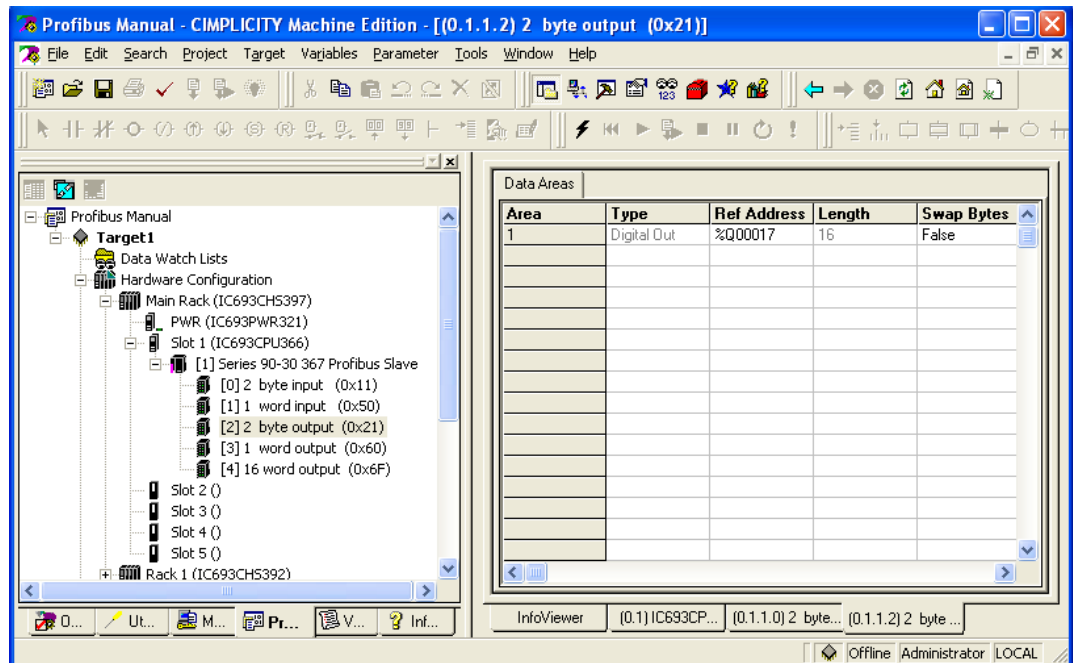 Profibus Manual - CIMPLICITY Machine Edition - [(0.1.1.2) 2 byte output (0x21)]
File Edit Search Project Target Variables Parameter Tools Window Help
123
Profibus Manual
Target1
Data Watch Lists
Hardware Configuration
Main Rack (IC693CHS397)
PWR (IC693PWR321)
Slot 1 (IC693CPU366)
[1] Series 90-30 367 Profibus Slave
[0] 2 byte input (0x11)
[1] 1 word input (0x50)
[2] 2 byte output (0x21)
[3] 1 word output (0x60)
[4] 16 word output (0x6F)
Slot 2 ()
Slot 3 ()
Slot 4 ()
Slot 5 ()
Rack 1 (IC693CHS392)
O... Ut... M... Pr... V... Inf...
Data Areas
Area Type Ref Address Length Swap Bytes
1 Digital Out %Q00017 16 False
InfoViewer (0.1) IC693CP... (0.1.1.0) 2 byte... (0.1.1.2) 2 byte ...
Offline Administrator LOCAL